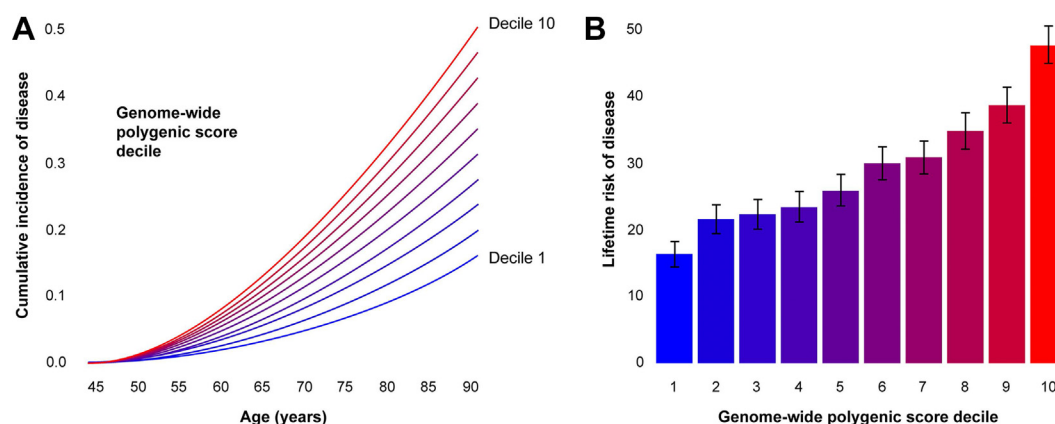 A
Cumulative incidence of disease
0.5
0.4
0.3
0.2
0.1
0.0
Genome-wide
polygenic score
decile
Decile 10
Decile 1
45 50 55 60 65 70 75 80 85 90
Age (years)
B
Lifetime risk of disease
50
40
30
20
10
0
1 2 3 4 5 6 7 8 9 10
Genome-wide polygenic score decile